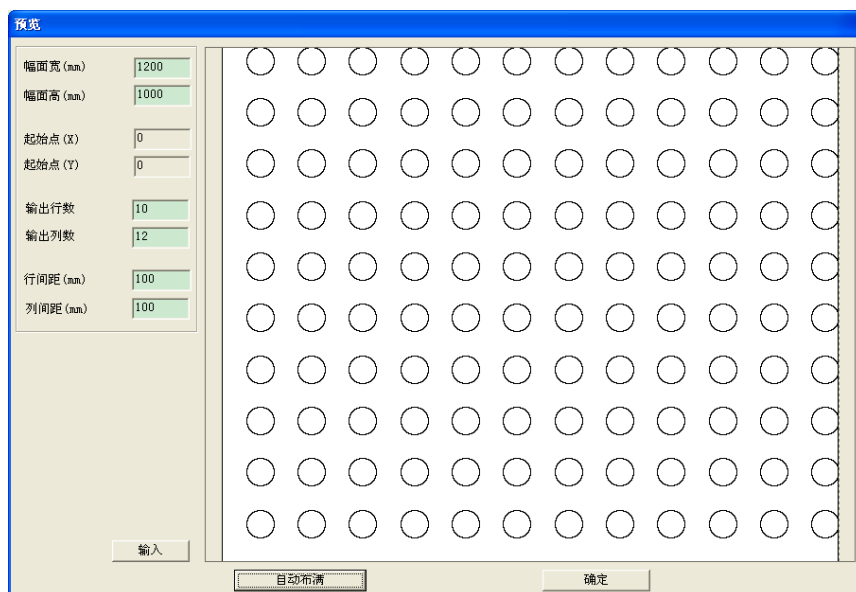 预览
幅面宽(mm) 1200
幅面高(mm) 1000
起始点(X) 0
起始点(Y) 0
输出行数 10
输出列数 12
行间距(mm) 100
列间距(mm) 100
输入
自动布满 确定